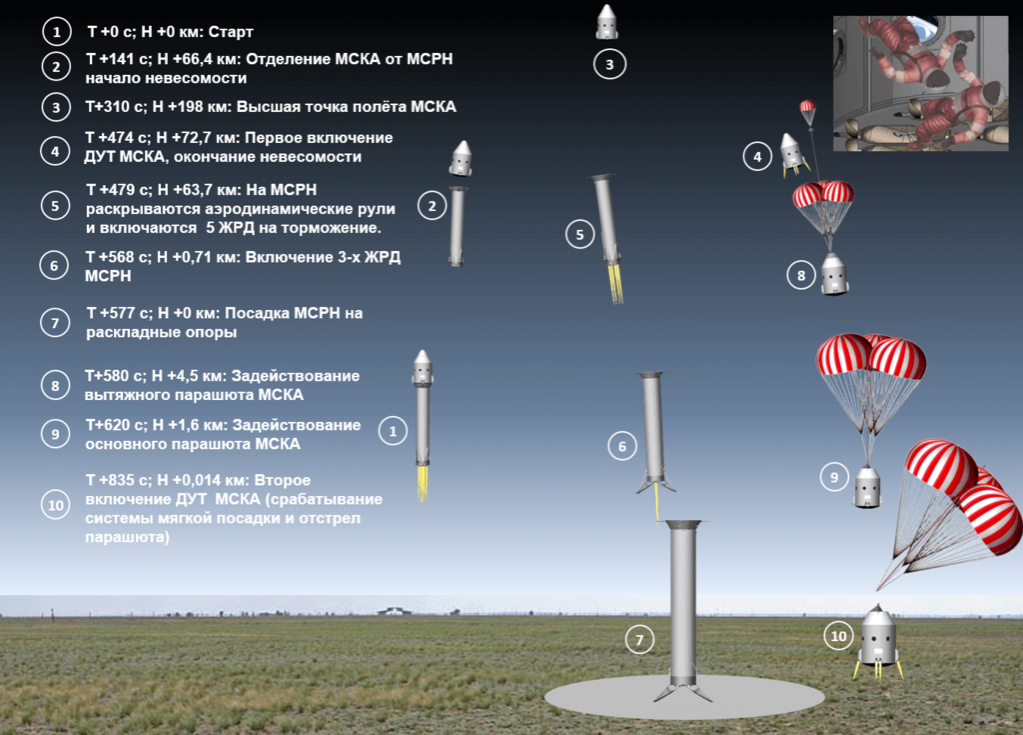 1 Т +0 с; Н +0 км: Старт
2 Т +141 с; Н +66,4 км: Отделение МСКА от МСРН
начало невесомости
3 Т+310 с; Н +198 км: Высшая точка полёта МСКА
4 Т +474 с; Н +72,7 км: Первое включение
ДУТ МСКА, окончание невесомости
5 Т +479 с; Н +63,7 км: На МСРН
раскрываются аэродинамические рули
и включаются 5 ЖРД на торможение.
6 Т +568 с; Н +0,71 км: Включение 3-х ЖРД
МСРН
7 Т +577 с; Н +0 км: Посадка МСРН на
раскладные опоры
8 Т+580 с; Н +4,5 км: Задействование
вытяжного парашюта МСКА
9 Т+620 с; Н +1,6 км: Задействование
основного парашюта МСКА
10 Т +835 с; Н +0,014 км: Второе
включение ДУТ МСКА (срабатывание
системы мягкой посадки и отстрел
парашюта)
3
4
2
5
8
1
6
9
7
10